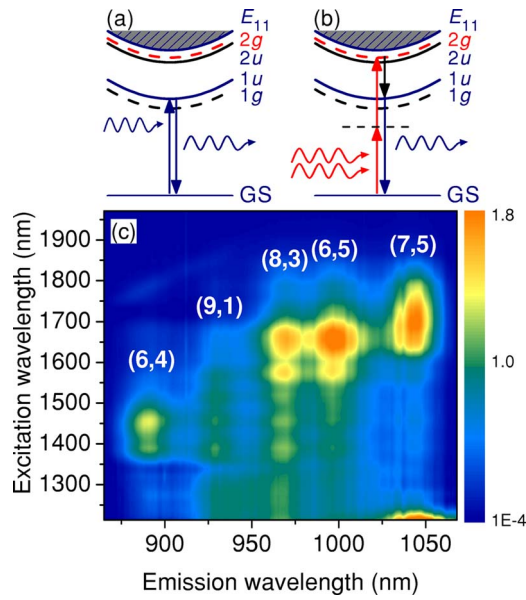 (a)
E11
2g
2u
1u
1g
GS
(b)
E11
2g
2u
1u
1g
GS
(c)
(6,4)
(9,1)
(8,3)
(6,5)
(7,5)
Excitation wavelength (nm)
1900
1800
1700
1600
1500
1400
1300
900
950
1000
1050
Emission wavelength (nm)
1.8
1.0
1E-4